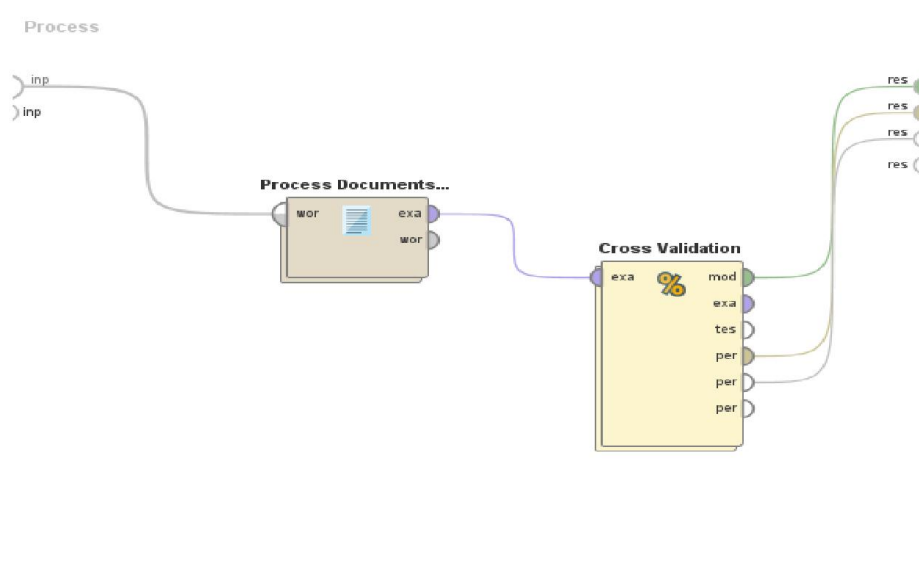 Process
inp
inp
res
res
res
res
Process Documents...
wor
exa
wor
Cross Validation
exa
mod
exa
tes
per
per
per